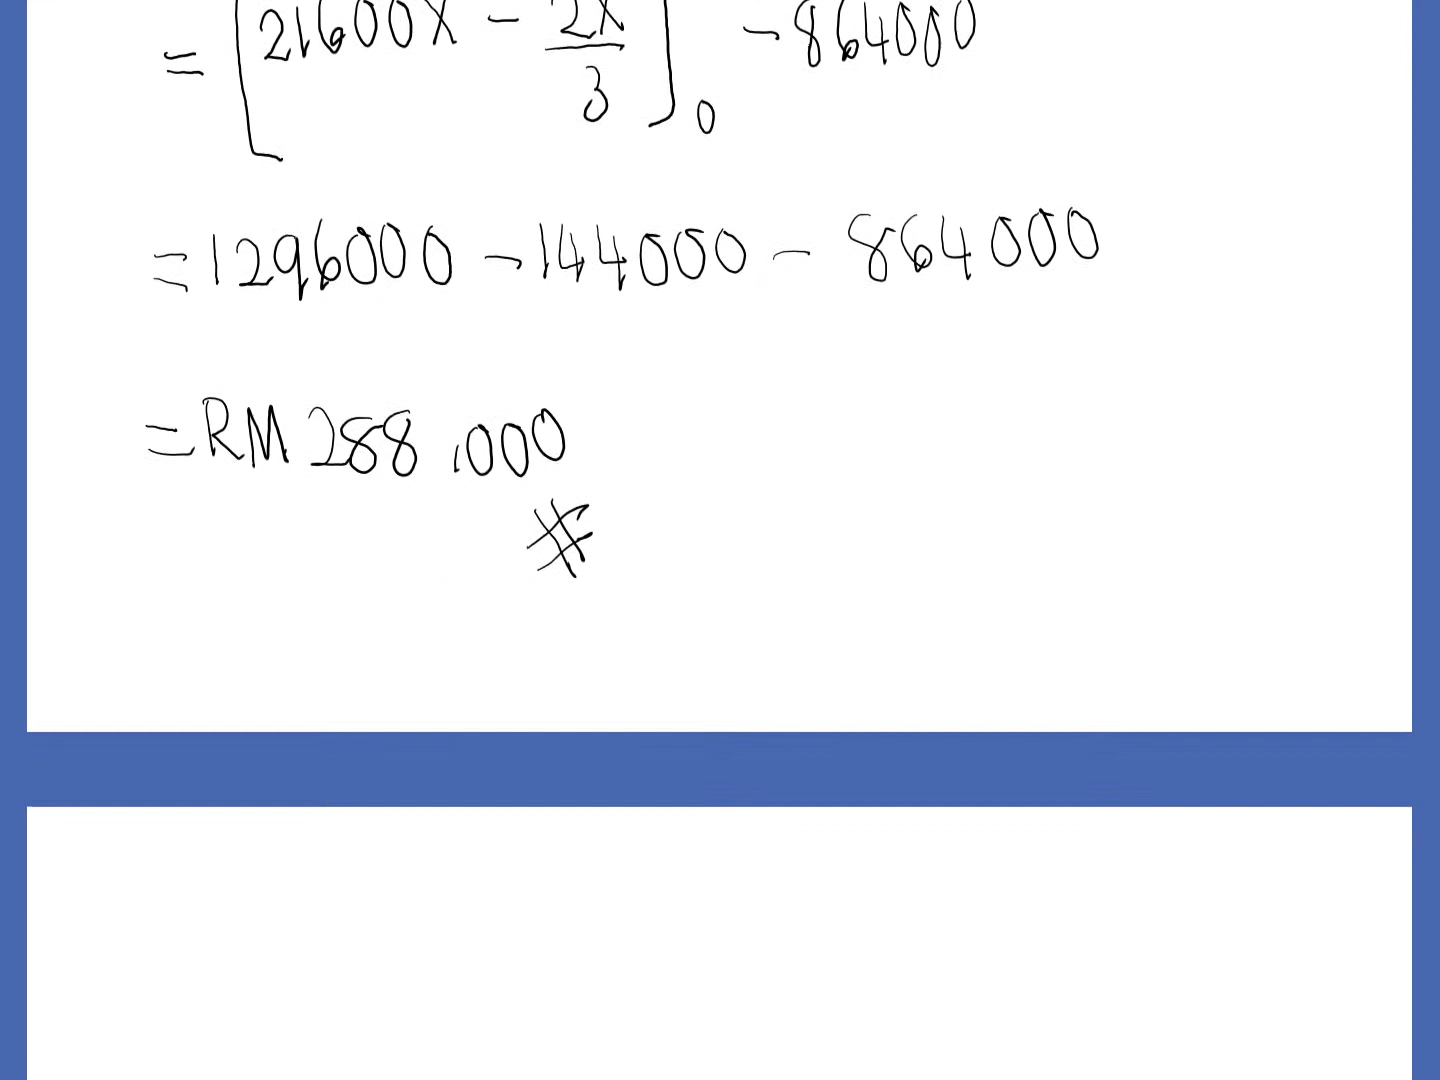 = [21600x - 2x/3]₀ - 864000
= 1296000 - 144000 - 864000
= RM 288,000
#